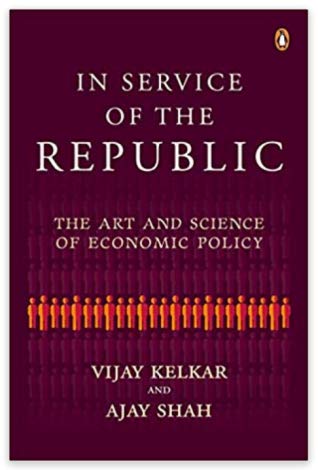 IN SERVICE
OF THE
REPUBLIC
THE ART AND SCIENCE
OF ECONOMIC POLICY
VIJAY KELKAR
AND
AJAY SHAH